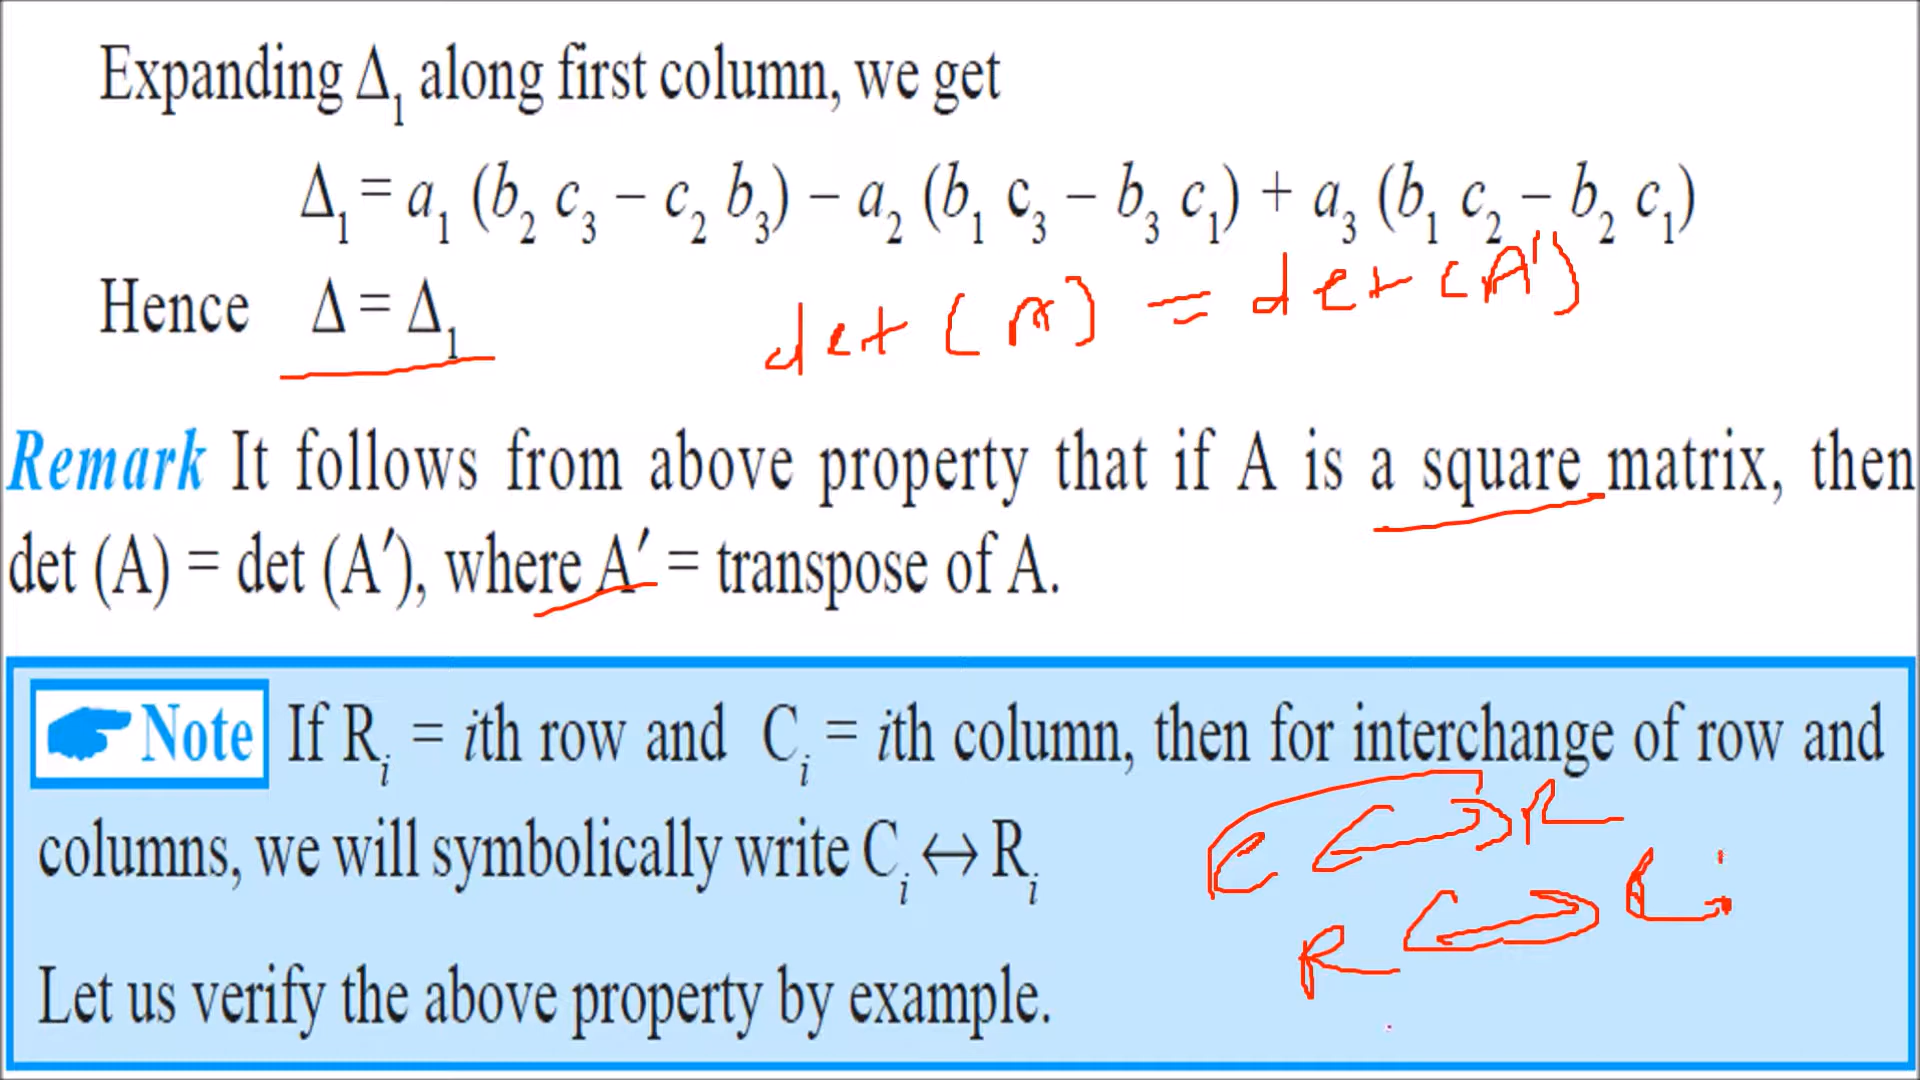 Expanding Δ₁ along first column, we get
Δ₁ = a₁ (b₂ c₃ – c₂ b₃) – a₂ (b₁ c₃ – b₃ c₁) + a₃ (b₁ c₂ – b₂ c₁)
Hence Δ = Δ₁
det (A) = det (A')
Remark It follows from above property that if A is a square matrix, then
det (A) = det (A′), where A′ = transpose of A.
Note If Rᵢ = ith row and Cᵢ = ith column, then for interchange of row and
columns, we will symbolically write Cᵢ ↔ Rᵢ
C ↔ R
R ↔ Ci
Let us verify the above property by example.